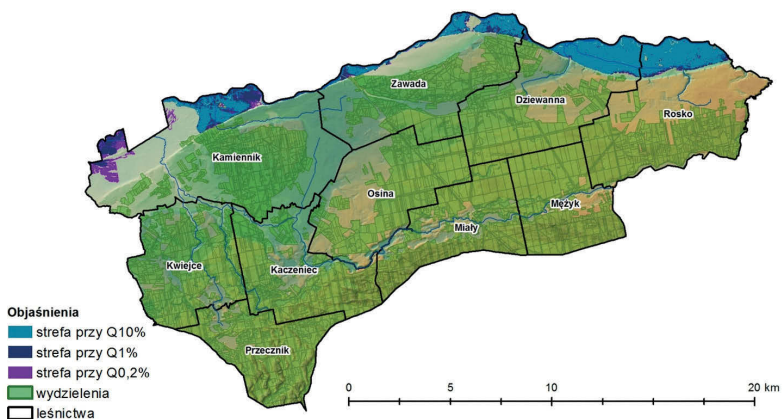 Zawada
Dziewanna
Rosko
Kamiennik
Osina
Mężyk
Miały
Kwiejce
Kaczeniec
Przecznik
Objaśnienia
strefa przy Q10%
strefa przy Q1%
strefa przy Q0,2%
wydzielenia
leśnictwa
0 5 10 20 km